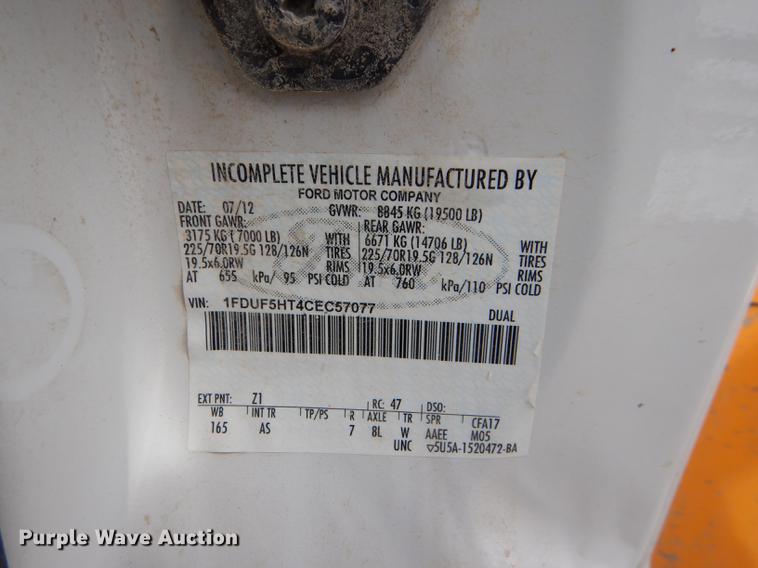 INCOMPLETE VEHICLE MANUFACTURED BY
FORD MOTOR COMPANY
DATE: 07/12 GVWR: 8845 KG (19500 LB)
FRONT GAWR: REAR GAWR:
3175 KG ( 7000 LB) WITH 6671 KG (14706 LB) WITH
225/70R19.5G 128/126N TIRES 225/70R19.5G 128/126N TIRES
19.5x6.0RW RIMS 19.5x6.0RW RIMS
AT 655 kPa/ 95 PSI COLD AT 760 kPa/110 PSI COLD
VIN: 1FDUF5HT4CEC57077 DUAL
EXT PNT: Z1 RC: 47 DSO:
WB INT TR TP/PS R AXLE TR SPR CFA17
165 AS 7 8L W AAEE M05
UNC ▽5U5A-1520472-BA
Purple Wave Auction